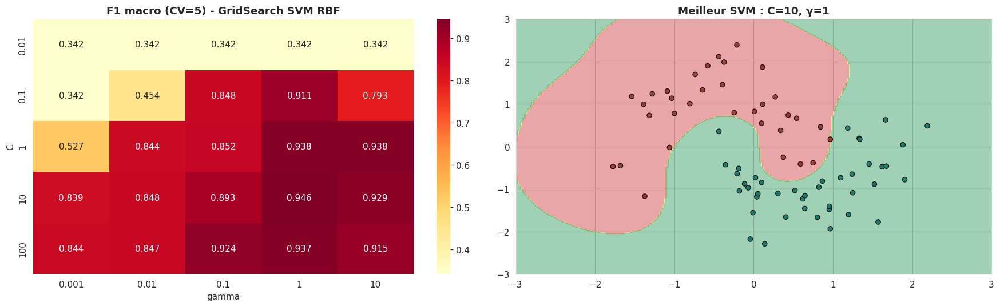 F1 macro (CV=5) - GridSearch SVM RBF
0.01 0.342 0.342 0.342 0.342 0.342
0.1 0.342 0.454 0.848 0.911 0.793
C
1 0.527 0.844 0.852 0.938 0.938
10 0.839 0.848 0.893 0.946 0.929
100 0.844 0.847 0.924 0.937 0.915
0.001 0.01 0.1 1 10
gamma
0.9
0.8
0.7
0.6
0.5
0.4
Meilleur SVM : C=10, γ=1
3
2
1
0
−1
−2
−3
−3 −2 −1 0 1 2 3